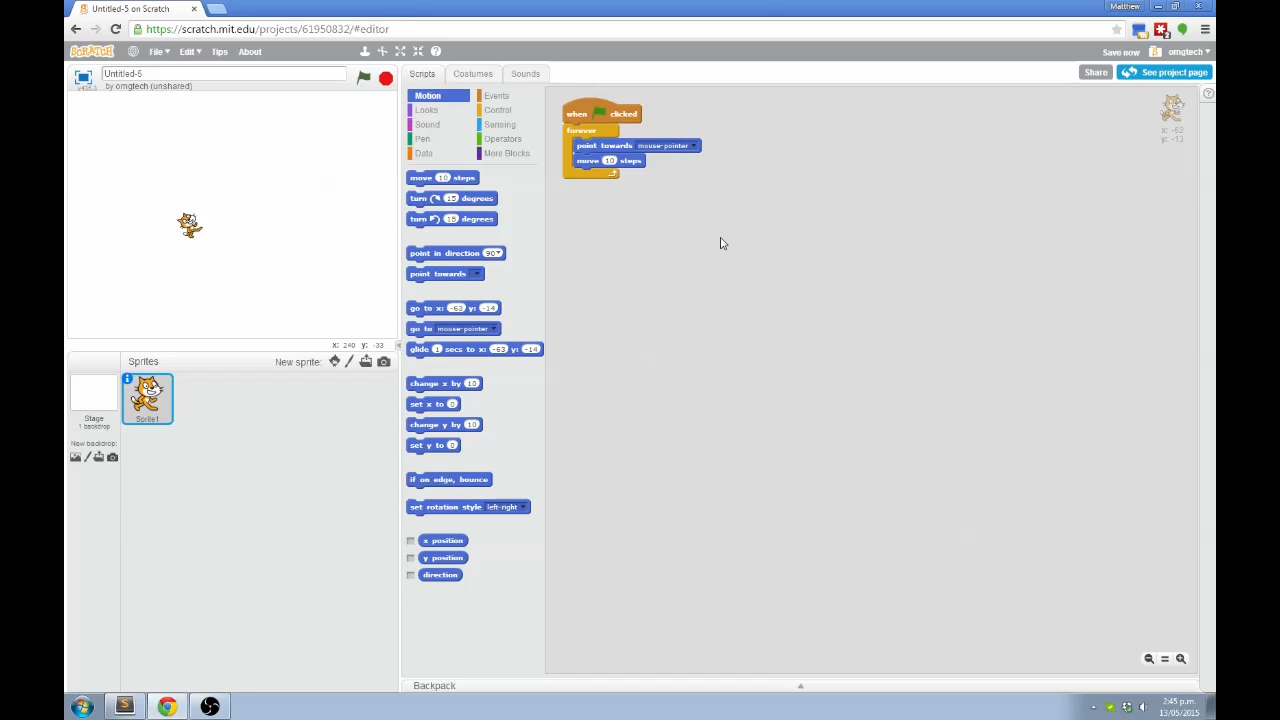 Untitled-5 on Scratch
Matthew
https://scratch.mit.edu/projects/61950832/#editor
SCRATCH
File
Edit
Tips
About
Save now
omgtech
Untitled-5
by omgtech (unshared)
Scripts
Costumes
Sounds
Share
See project page
Motion
Events
Looks
Control
Sound
Sensing
Pen
Operators
Data
More Blocks
when clicked
forever
point towards mouse-pointer
move 10 steps
x: -62
y: -13
move 10 steps
turn 15 degrees
turn 15 degrees
point in direction 90
point towards
go to x: -63 y: -14
go to mouse-pointer
glide 1 secs to x: -63 y: -14
change x by 10
set x to 0
change y by 10
set y to 0
if on edge, bounce
set rotation style left-right
x position
y position
direction
x: 240 y: -33
Sprites
New sprite:
Stage
1 backdrop
New backdrop:
Sprite1
Backpack
2:45 p.m.
13/05/2015